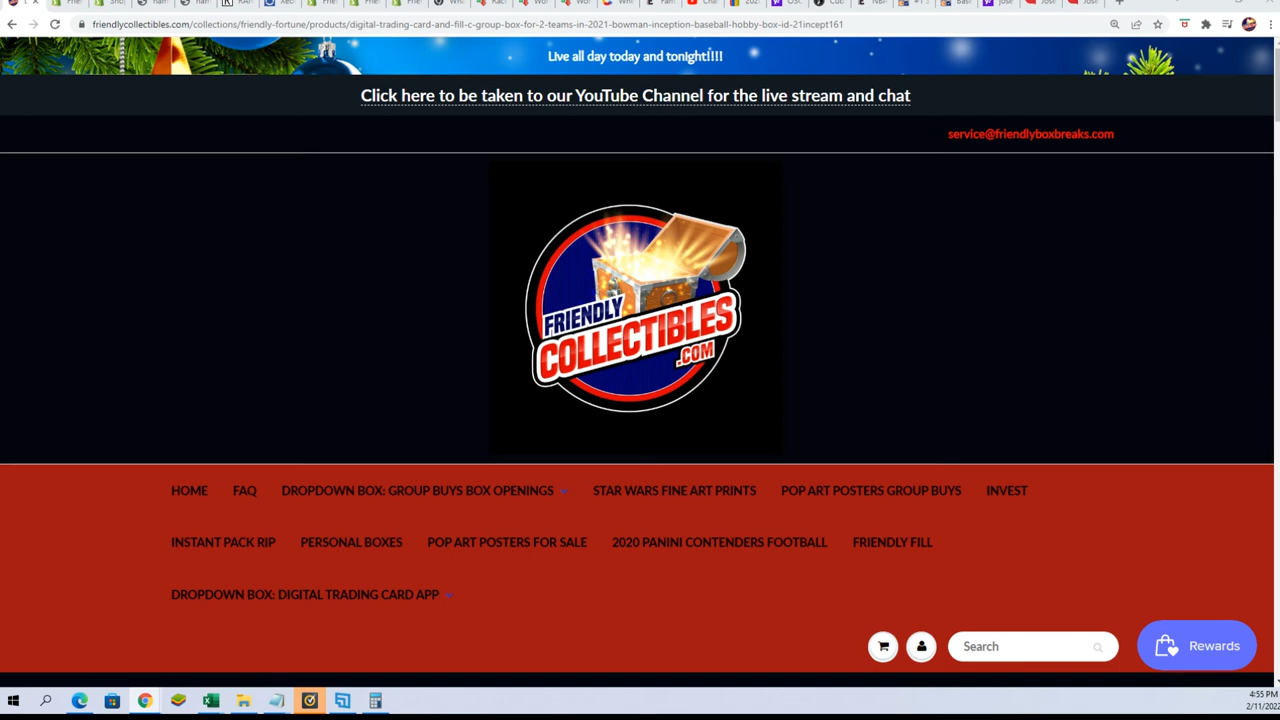 friendlycollectibles.com/collections/friendly-fortune/products/digital-trading-card-and-fill-c-group-box-for-2-teams-in-2021-bowman-inception-baseball-hobby-box-id-21incept161
Live all day today and tonight!!!!
Click here to be taken to our YouTube Channel for the live stream and chat
service@friendlyboxbreaks.com
FRIENDLY
COLLECTIBLES
.COM
HOME FAQ DROPDOWN BOX: GROUP BUYS BOX OPENINGS STAR WARS FINE ART PRINTS POP ART POSTERS GROUP BUYS INVEST
INSTANT PACK RIP PERSONAL BOXES POP ART POSTERS FOR SALE 2020 PANINI CONTENDERS FOOTBALL FRIENDLY FILL
DROPDOWN BOX: DIGITAL TRADING CARD APP
Search
Rewards
4:55 PM